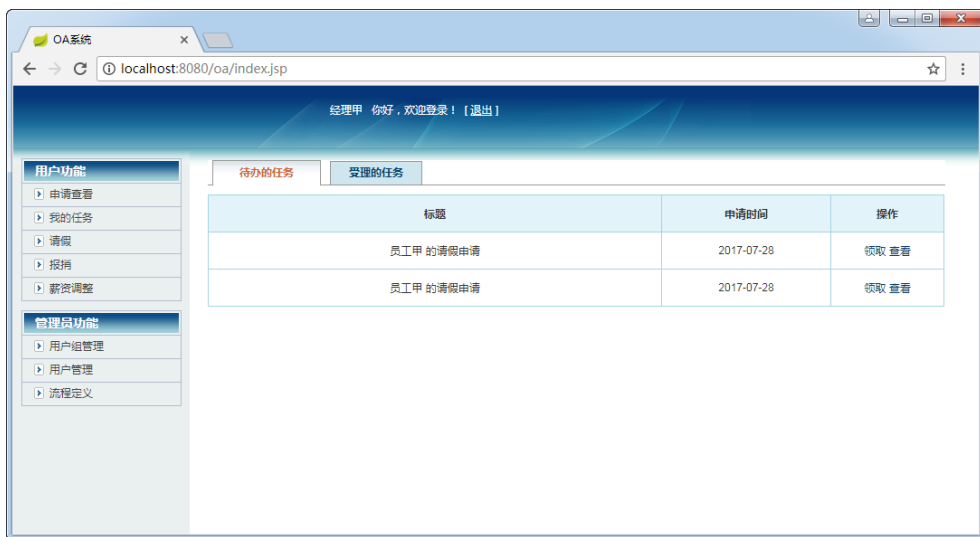 OA系统
localhost:8080/oa/index.jsp
经理甲 你好，欢迎登录！ [退出]
用户功能
申请查看
我的任务
请假
报捎
薪资调整
管理员功能
用户组管理
用户管理
流程定义
待办的任务 受理的任务
标题 申请时间 操作
员工甲 的请假申请 2017-07-28 领取 查看
员工甲 的请假申请 2017-07-28 领取 查看